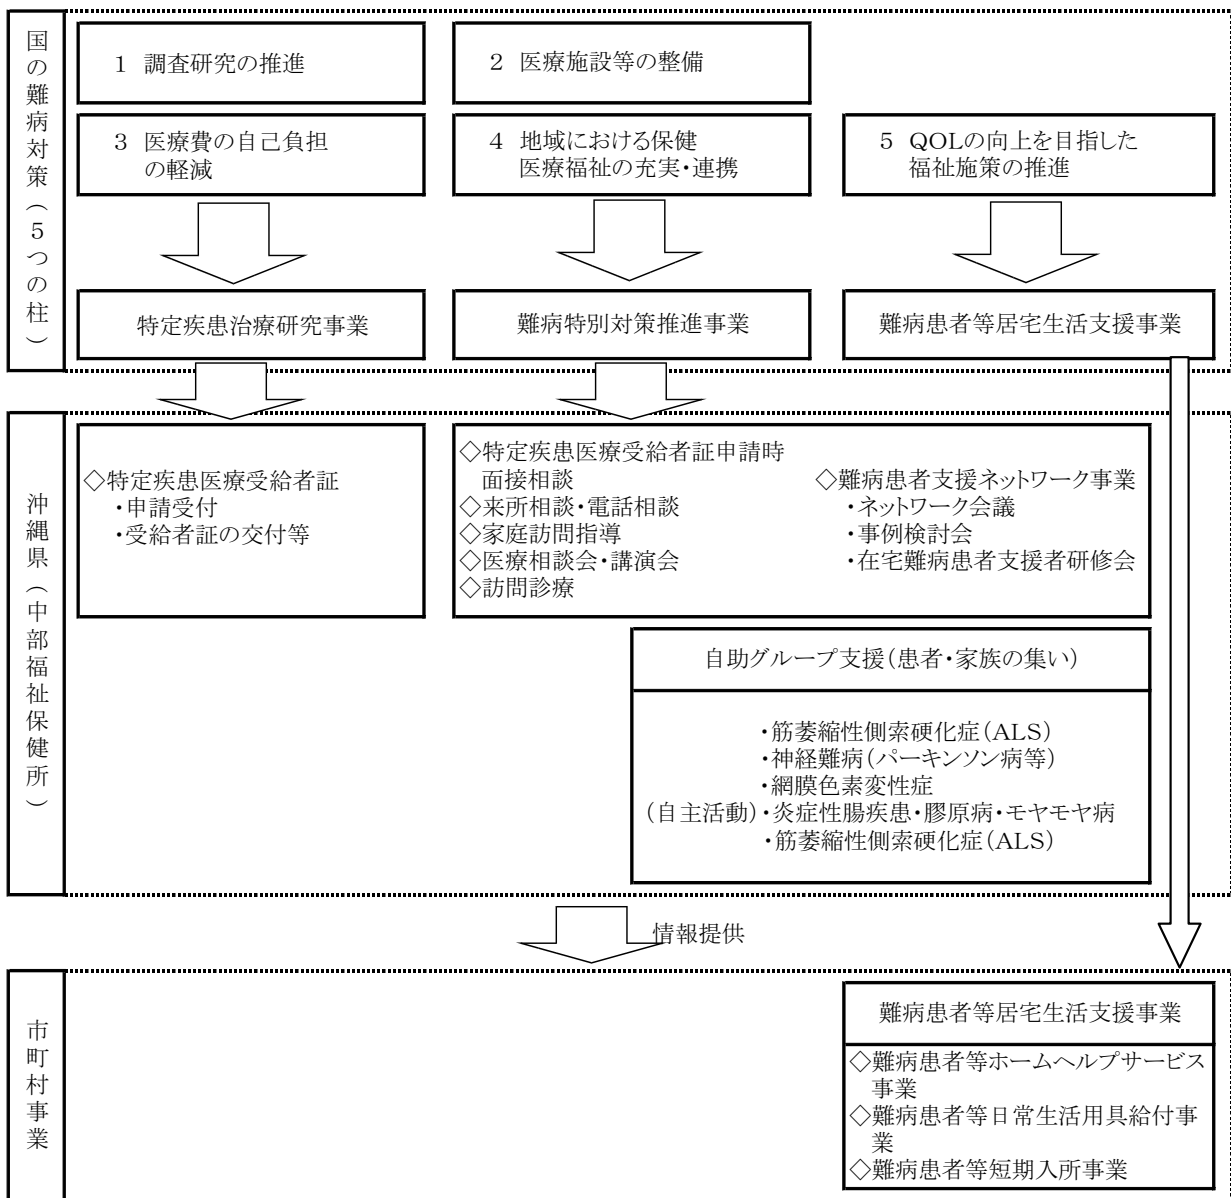 国の難病対策（5つの柱）
1 調査研究の推進
2 医療施設等の整備
3 医療費の自己負担
の軽減
4 地域における保健
医療福祉の充実・連携
5 QOLの向上を目指した
福祉施策の推進
特定疾患治療研究事業
難病特別対策推進事業
難病患者等居宅生活支援事業
沖縄県（中部福祉保健所）
◇特定疾患医療受給者証
・申請受付
・受給者証の交付等
◇特定疾患医療受給者証申請時
面接相談
◇来所相談・電話相談
◇家庭訪問指導
◇医療相談会・講演会
◇訪問診療
◇難病患者支援ネットワーク事業
・ネットワーク会議
・事例検討会
・在宅難病患者支援者研修会
自助グループ支援（患者・家族の集い）
・筋萎縮性側索硬化症（ALS）
・神経難病（パーキンソン病等）
・網膜色素変性症
（自主活動）・炎症性腸疾患・膠原病・モヤモヤ病
・筋萎縮性側索硬化症（ALS）
情報提供
市町村事業
難病患者等居宅生活支援事業
◇難病患者等ホームヘルプサービス
事業
◇難病患者等日常生活用具給付事
業
◇難病患者等短期入所事業